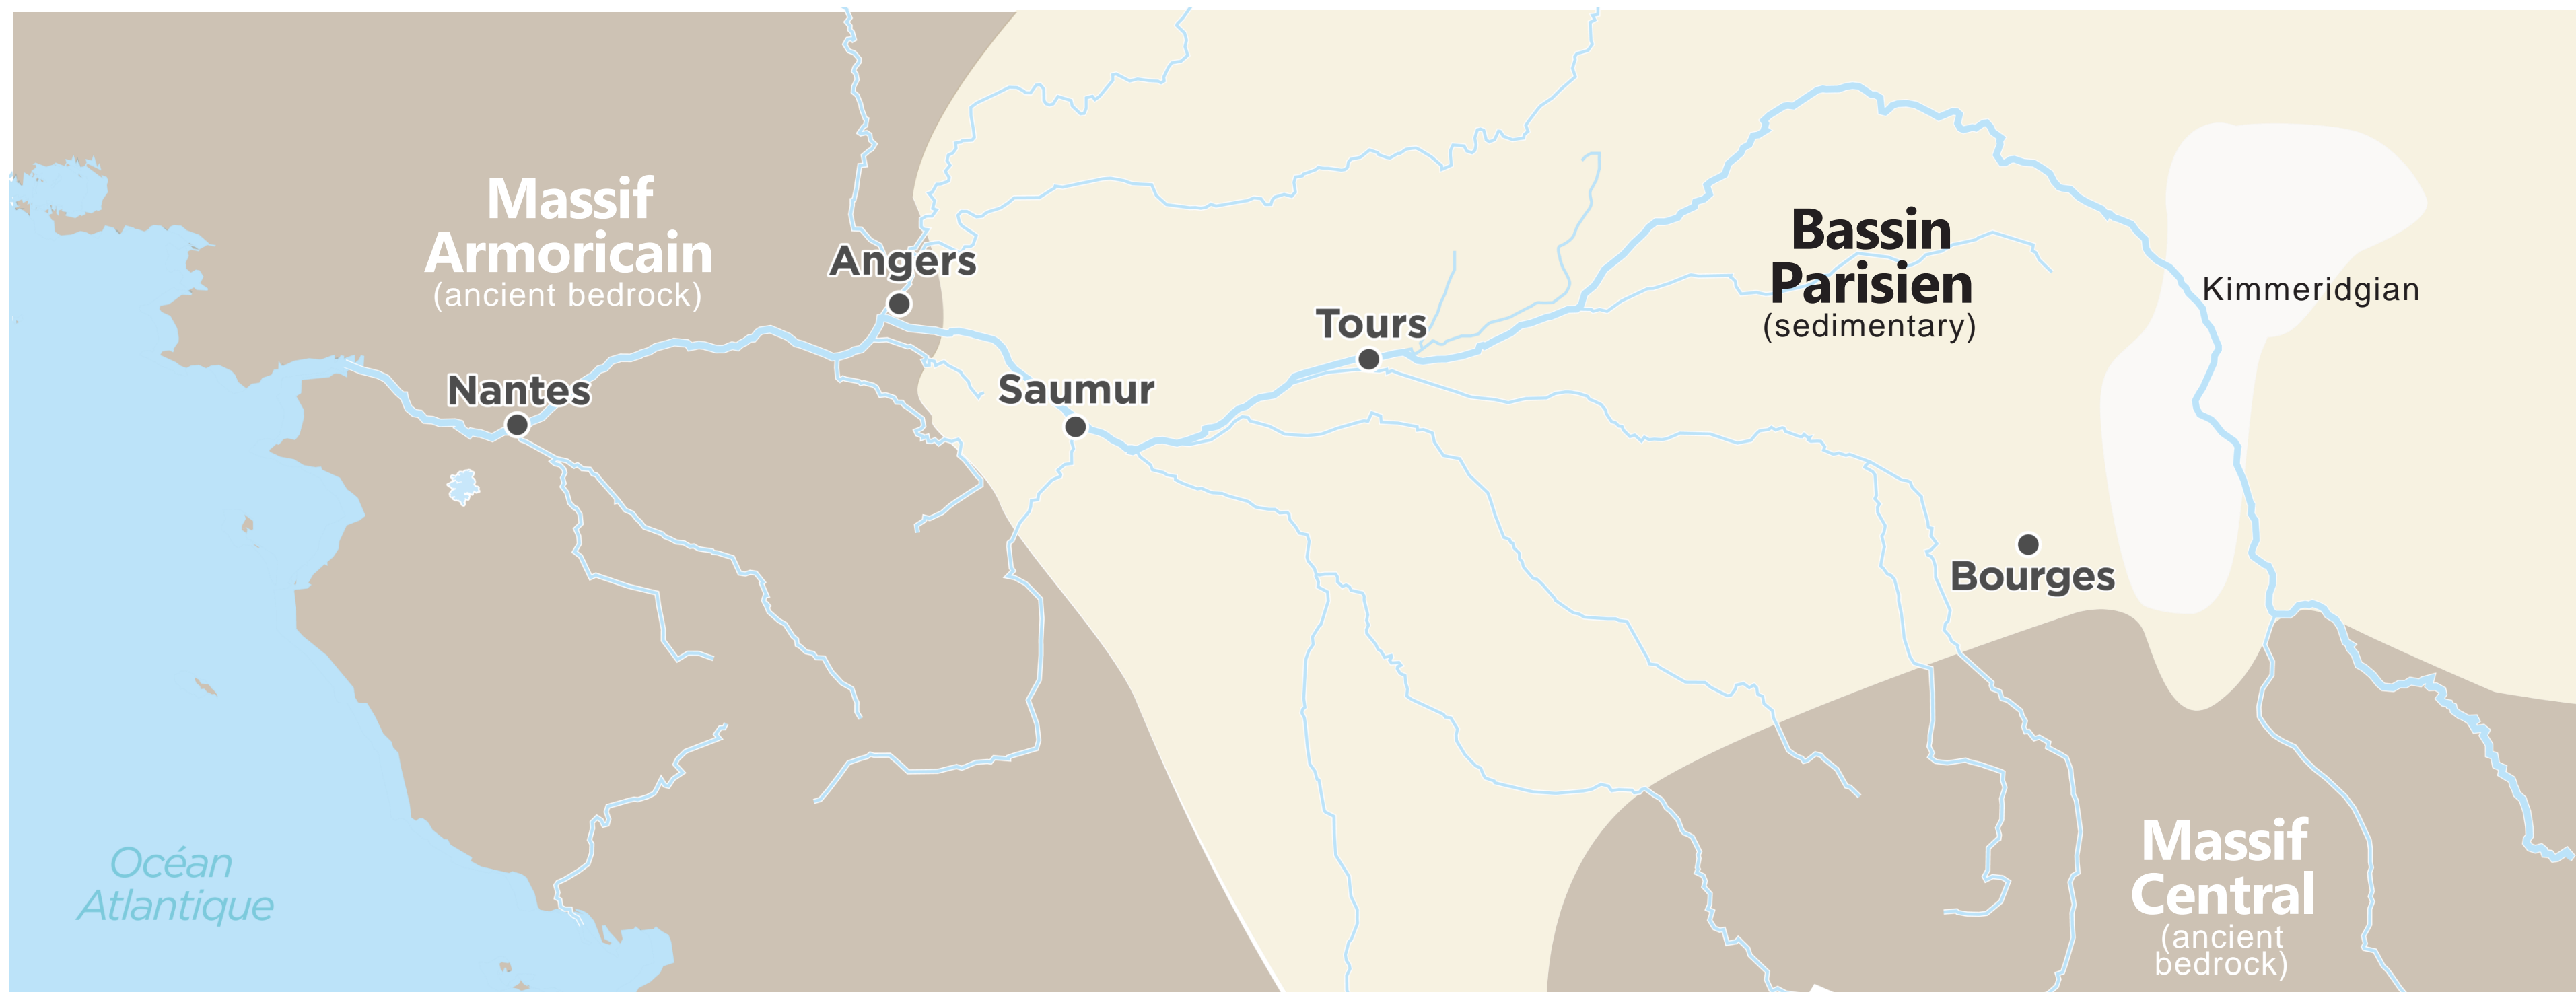 Massif
Armoricain
(ancient bedrock)
Angers
Nantes
Saumur
Tours
Bassin
Parisien
(sedimentary)
Kimmeridgian
Bourges
Océan
Atlantique
Massif
Central
(ancient
bedrock)